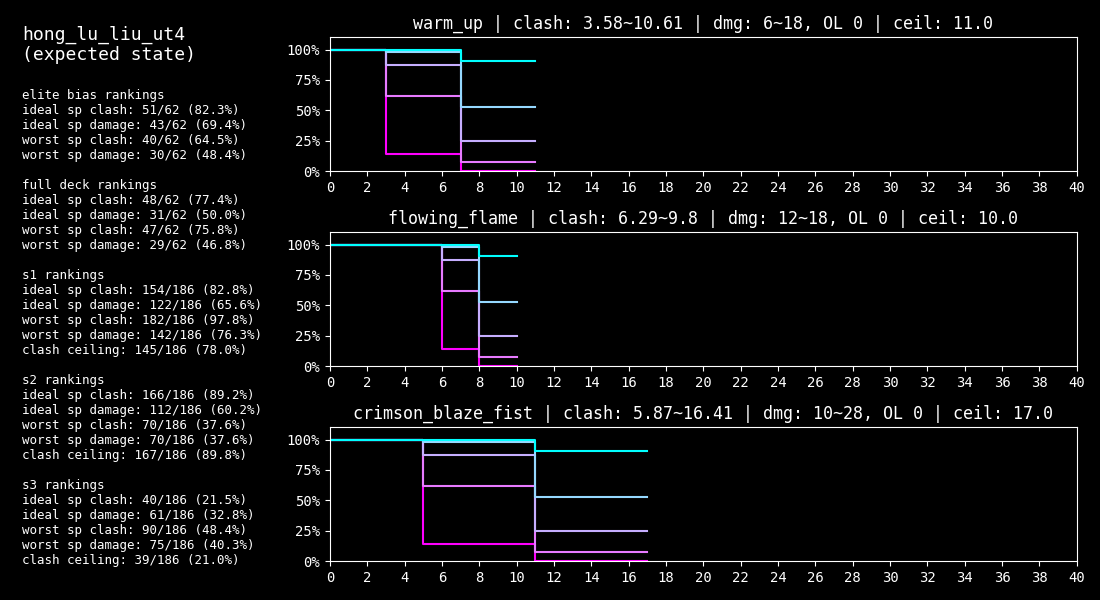 hong_lu_liu_ut4
(expected state)
elite bias rankings
ideal sp clash: 51/62 (82.3%)
ideal sp damage: 43/62 (69.4%)
worst sp clash: 40/62 (64.5%)
worst sp damage: 30/62 (48.4%)
full deck rankings
ideal sp clash: 48/62 (77.4%)
ideal sp damage: 31/62 (50.0%)
worst sp clash: 47/62 (75.8%)
worst sp damage: 29/62 (46.8%)
s1 rankings
ideal sp clash: 154/186 (82.8%)
ideal sp damage: 122/186 (65.6%)
worst sp clash: 182/186 (97.8%)
worst sp damage: 142/186 (76.3%)
clash ceiling: 145/186 (78.0%)
s2 rankings
ideal sp clash: 166/186 (89.2%)
ideal sp damage: 112/186 (60.2%)
worst sp clash: 70/186 (37.6%)
worst sp damage: 70/186 (37.6%)
clash ceiling: 167/186 (89.8%)
s3 rankings
ideal sp clash: 40/186 (21.5%)
ideal sp damage: 61/186 (32.8%)
worst sp clash: 90/186 (48.4%)
worst sp damage: 75/186 (40.3%)
clash ceiling: 39/186 (21.0%)
warm_up | clash: 3.58~10.61 | dmg: 6~18, OL 0 | ceil: 11.0
100%
75%
50%
25%
0%
0 2 4 6 8 10 12 14 16 18 20 22 24 26 28 30 32 34 36 38 40
flowing_flame | clash: 6.29~9.8 | dmg: 12~18, OL 0 | ceil: 10.0
100%
75%
50%
25%
0%
0 2 4 6 8 10 12 14 16 18 20 22 24 26 28 30 32 34 36 38 40
crimson_blaze_fist | clash: 5.87~16.41 | dmg: 10~28, OL 0 | ceil: 17.0
100%
75%
50%
25%
0%
0 2 4 6 8 10 12 14 16 18 20 22 24 26 28 30 32 34 36 38 40